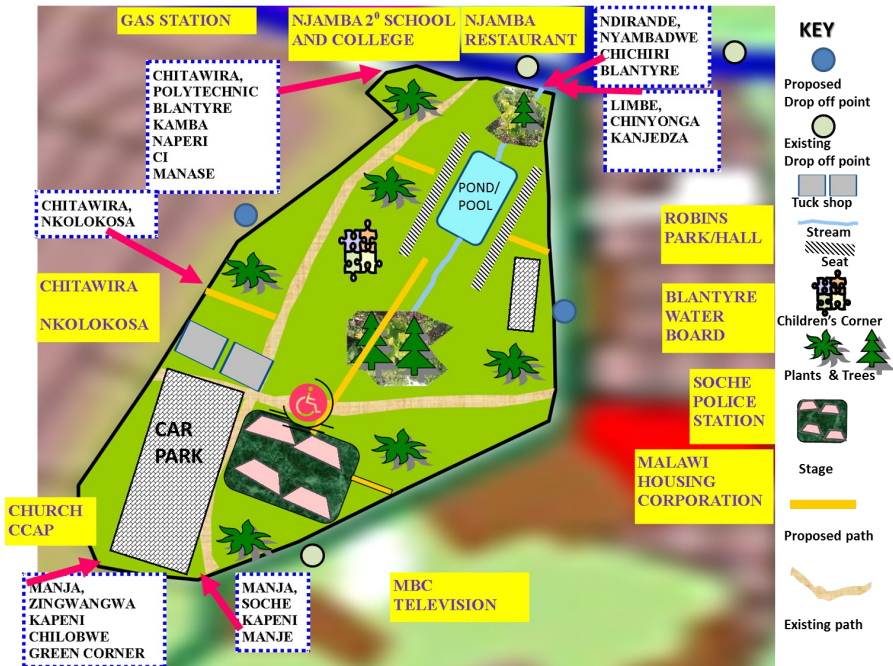 GAS STATION
NJAMBA 2⁰ SCHOOL
AND COLLEGE
NJAMBA
RESTAURANT
NDIRANDE,
NYAMBADWE
CHICHIRI
BLANTYRE
LIMBE,
CHINYONGA
KANJEDZA
CHITAWIRA,
POLYTECHNIC
BLANTYRE
KAMBA
NAPERI
CI
MANASE
CHITAWIRA,
NKOLOKOSA
CHITAWIRA
NKOLOKOSA
POND/
POOL
CAR
PARK
CHURCH
CCAP
MANJA,
ZINGWANGWA
KAPENI
CHILOBWE
GREEN CORNER
MANJA,
SOCHE
KAPENI
MANJE
MBC
TELEVISION
ROBINS
PARK/HALL
BLANTYRE
WATER
BOARD
SOCHE
POLICE
STATION
MALAWI
HOUSING
CORPORATION
KEY
Proposed
Drop off point
Existing
Drop off point
Tuck shop
Stream
Seat
Children's Corner
Plants & Trees
Stage
Proposed path
Existing path